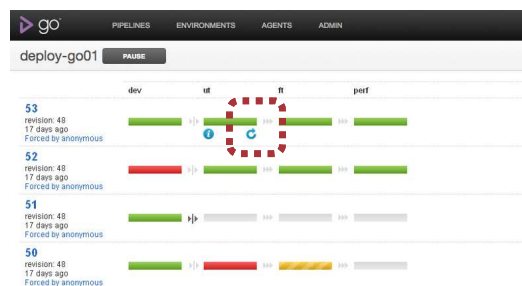 go
PIPELINES ENVIRONMENTS AGENTS ADMIN
deploy-go01 PAUSE
dev ut ft perf
53
revision: 48
17 days ago
Forced by anonymous
52
revision: 48
17 days ago
Forced by anonymous
51
revision: 48
17 days ago
Forced by anonymous
50
revision: 48
17 days ago
Forced by anonymous